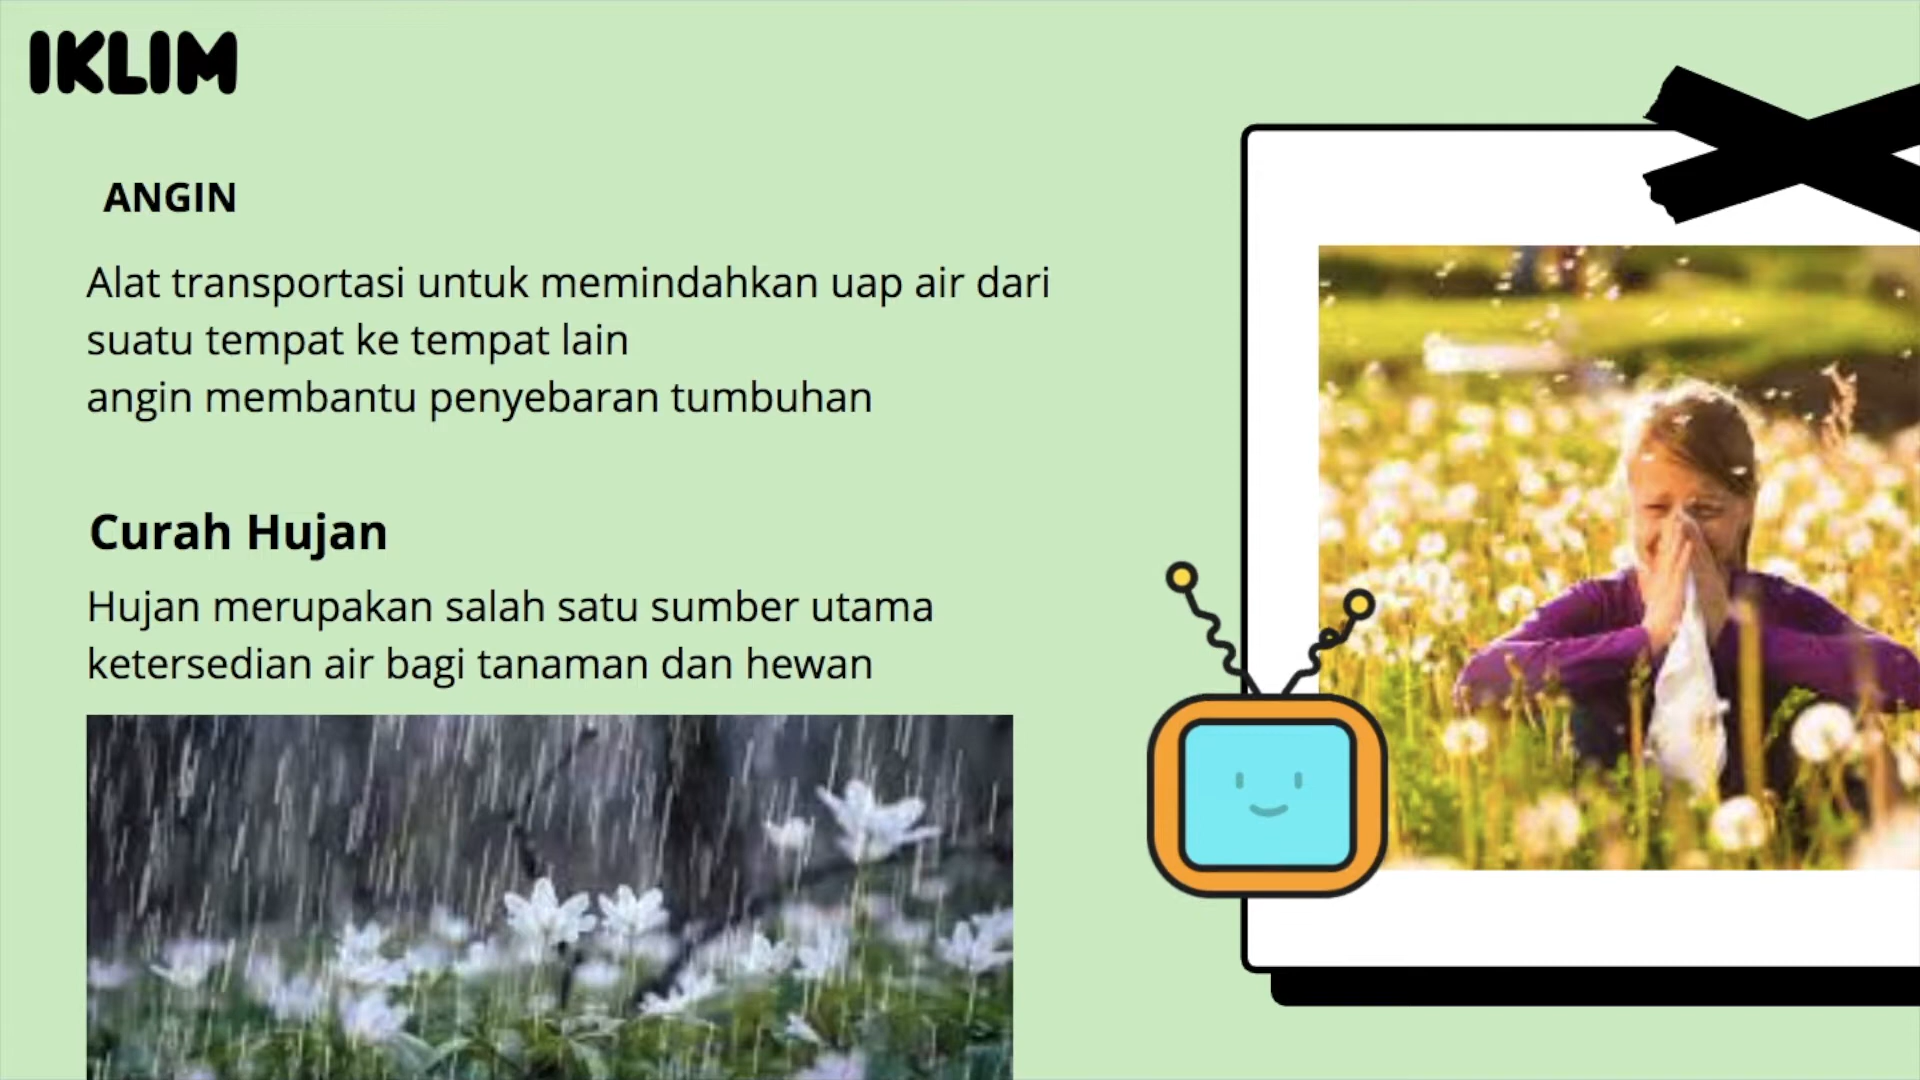 IKLIM
ANGIN
Alat transportasi untuk memindahkan uap air dari
suatu tempat ke tempat lain
angin membantu penyebaran tumbuhan
Curah Hujan
Hujan merupakan salah satu sumber utama
ketersedian air bagi tanaman dan hewan